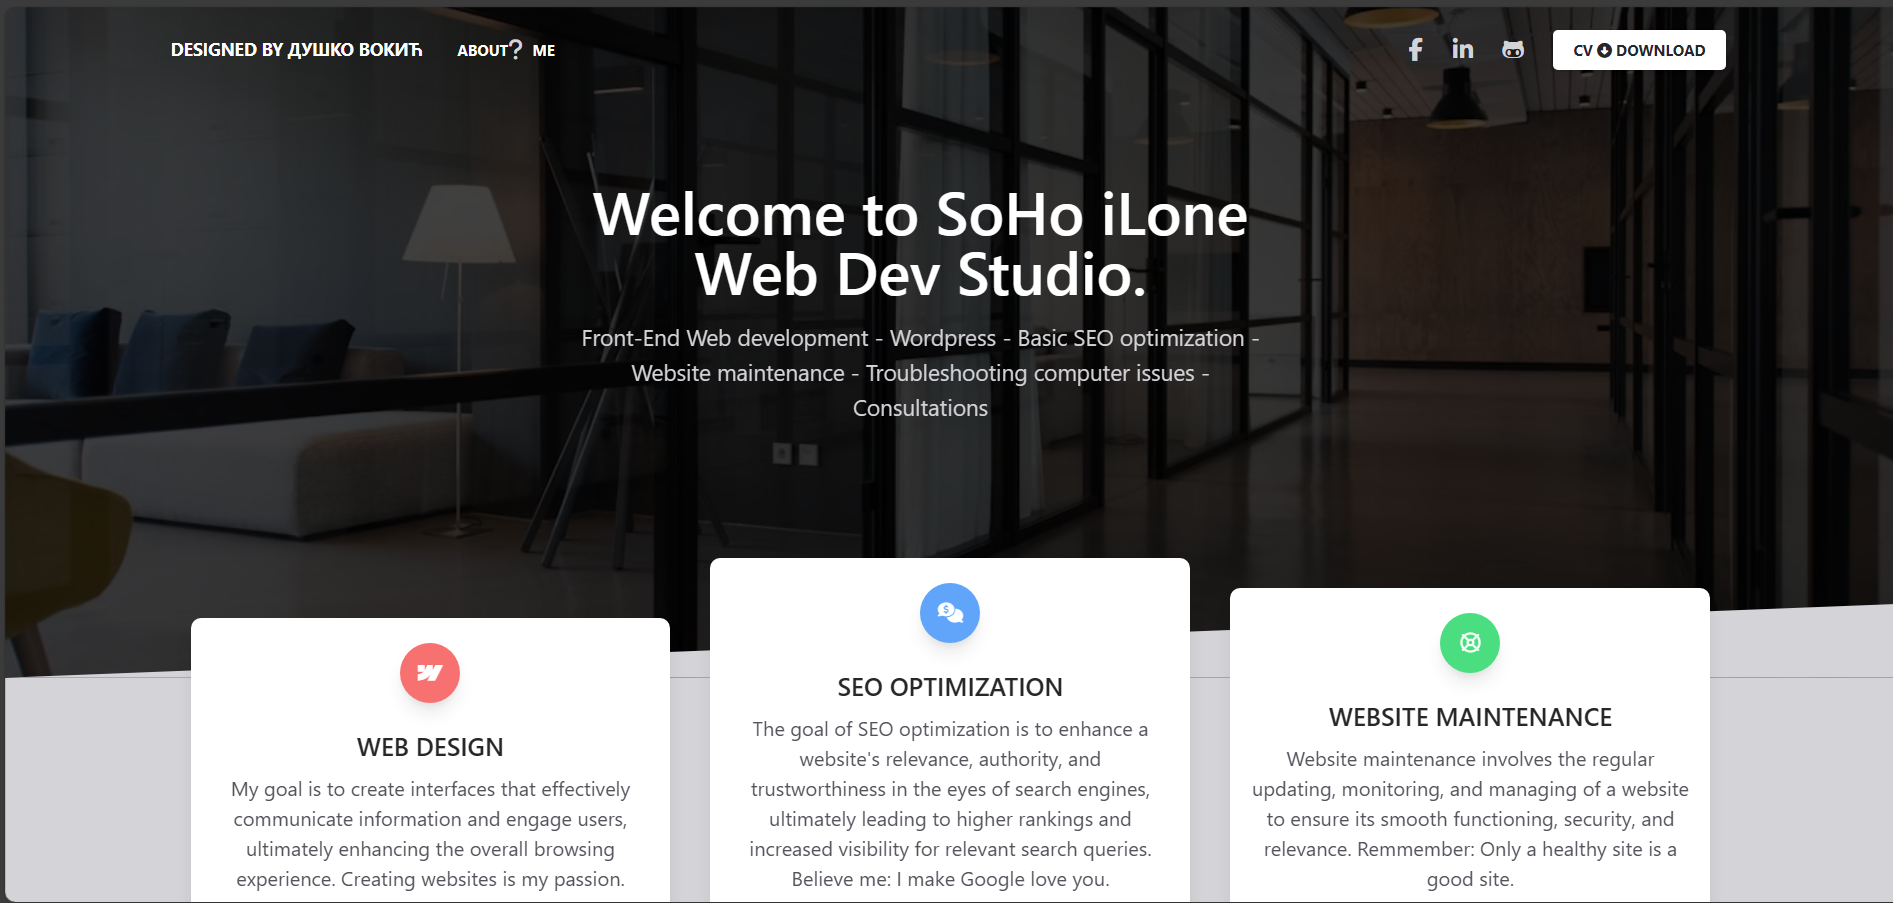 DESIGNED BY ДУШКО ВОКИЋ
ABOUT? ME
CV DOWNLOAD
Welcome to SoHo iLone
Web Dev Studio.
Front-End Web development - Wordpress - Basic SEO optimization -
Website maintenance - Troubleshooting computer issues -
Consultations
WEB DESIGN
My goal is to create interfaces that effectively
communicate information and engage users,
ultimately enhancing the overall browsing
experience. Creating websites is my passion.
SEO OPTIMIZATION
The goal of SEO optimization is to enhance a
website's relevance, authority, and
trustworthiness in the eyes of search engines,
ultimately leading to higher rankings and
increased visibility for relevant search queries.
Believe me: I make Google love you.
WEBSITE MAINTENANCE
Website maintenance involves the regular
updating, monitoring, and managing of a website
to ensure its smooth functioning, security, and
relevance. Remmember: Only a healthy site is a
good site.